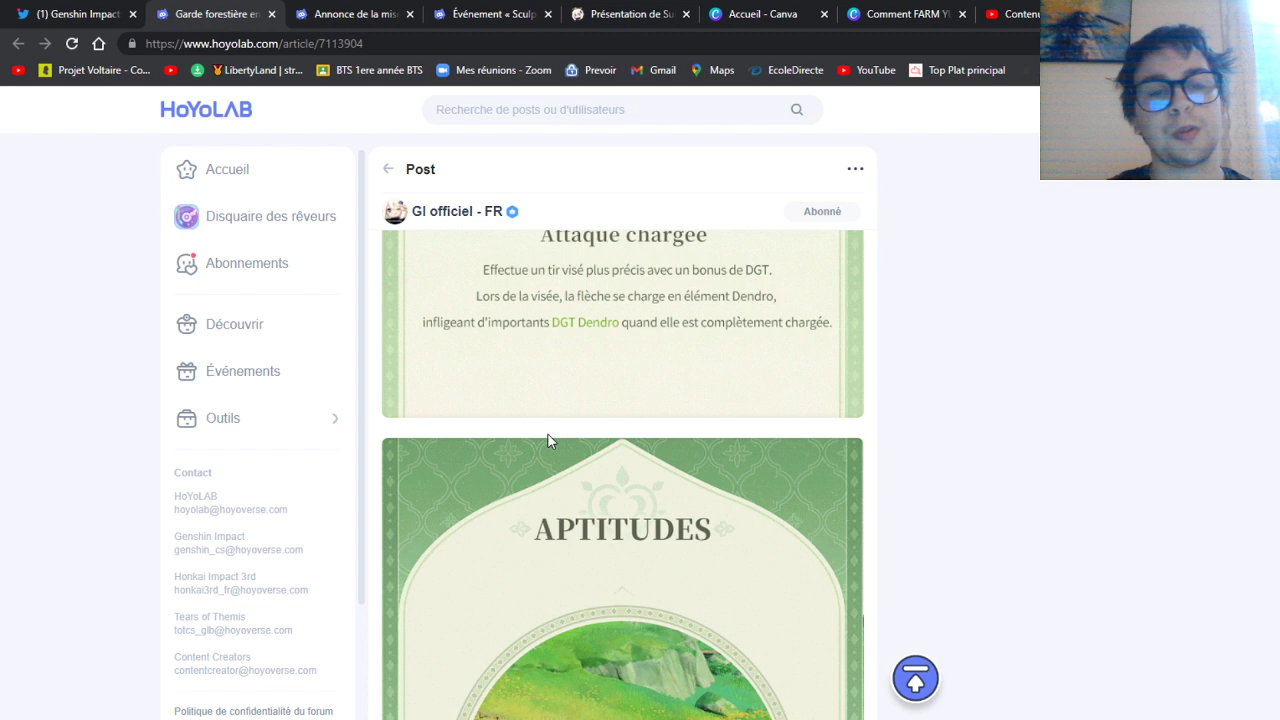 (1) Genshin Impact
Forestier en
Annonce de la mise
Evénement « Sculp
Présentation de Su
Accueil - Canva
Comment FARM
Contenu
https://www.hoyolab.com/article/7113904
Projet Voltaire - Co...
LibertyLand | str...
BTS 1ere année BTS
Mes réunions - Zoom
Prevoir
Gmail
Maps
EcoleDirecte
YouTube
Top Plat principal
HoYoLAB
Recherche de posts ou d'utilisateurs
Accueil
Disquaire des rêveurs
Abonnements
Découvrir
Événements
Outils
Contact
HoYoLAB
hoyolab@hoyoverse.com
Genshin Impact
genshin_cs@hoyoverse.com
Honkai Impact 3rd
honkai3rd_fr@hoyoverse.com
Tears of Themis
totcs_glb@hoyoverse.com
Content Creators
contentcreator@hoyoverse.com
Politique de confidentialité du forum
Post
GI officiel - FR
Abonné
Attaque chargée
Effectue un tir visé plus précis avec un bonus de DGT.
Lors de la visée, la flèche se charge en élément Dendro,
infligeant d'importants DGT Dendro quand elle est complètement chargée.
APTITUDES